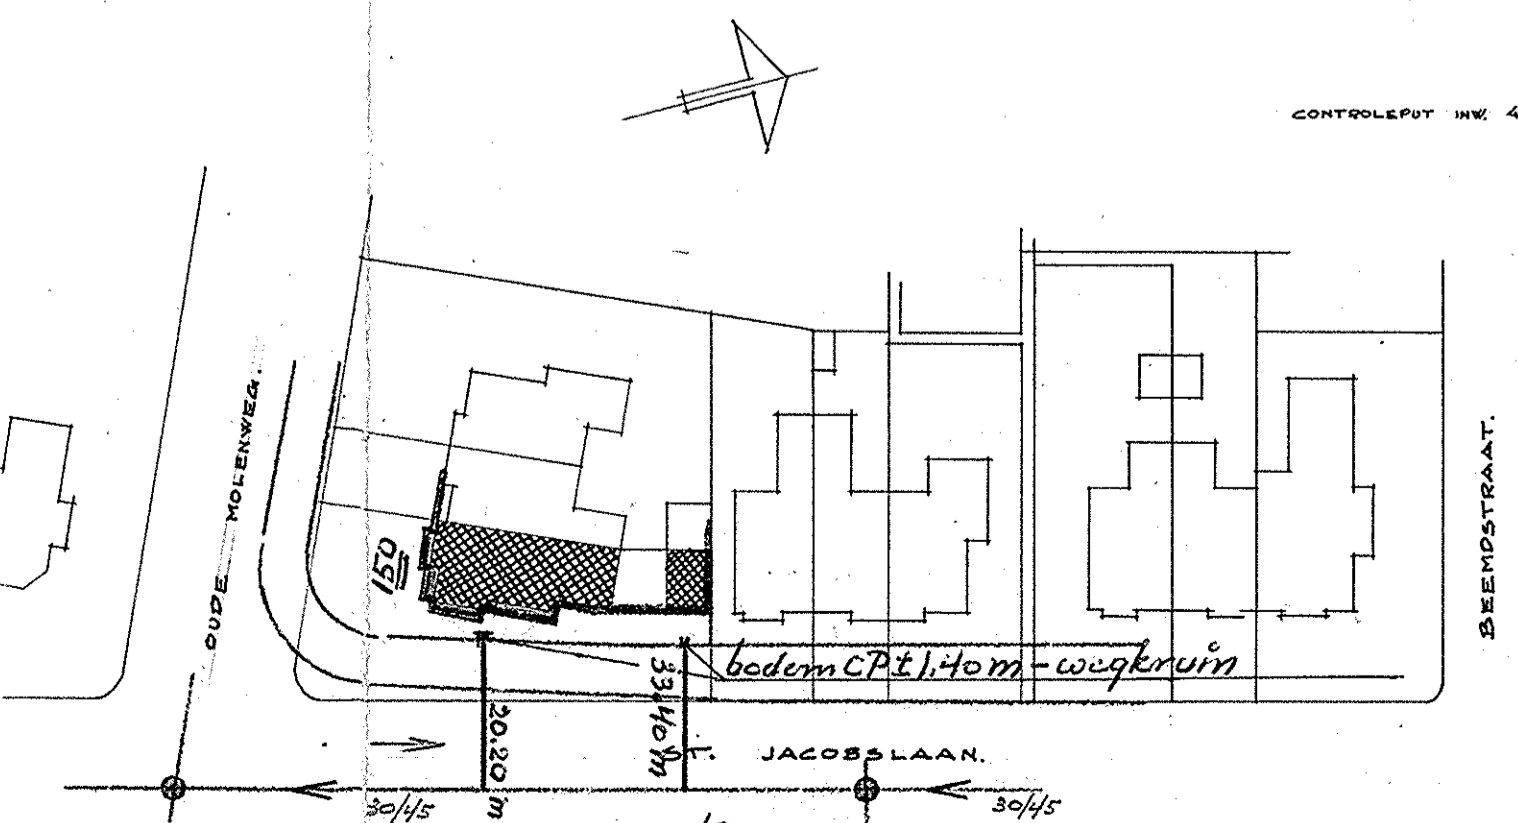 CONTROLEPUT INW. 4
OUDE MOLENWEG.
150
BEEMDSTRAAT.
bodem CP ± 1,40 m - wegkruin
33.40 m
20.20 m
ST. JACOBSLAAN.
30/45
30/45